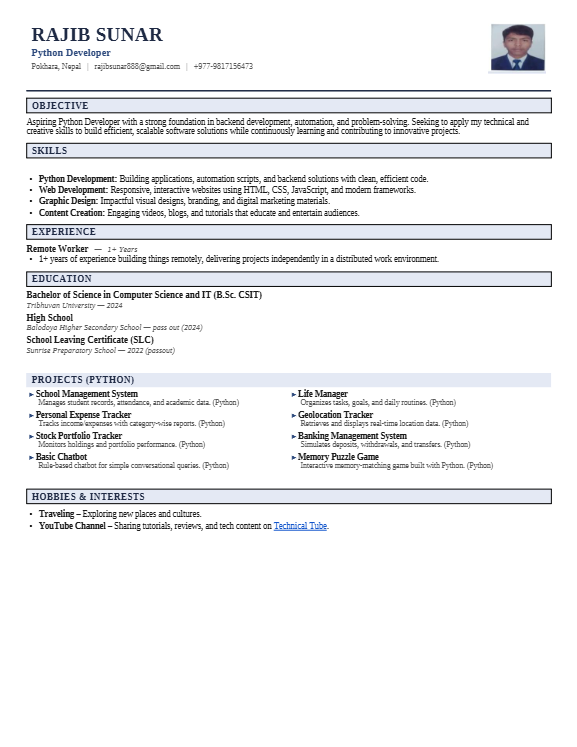 RAJIB SUNAR
Python Developer
Pokhara, Nepal | rajibsunar888@gmail.com | +977-9817156473
OBJECTIVE
Aspiring Python Developer with a strong foundation in backend development, automation, and problem-solving. Seeking to apply my technical and
creative skills to build efficient, scalable software solutions while continuously learning and contributing to innovative projects.
SKILLS
• Python Development: Building applications, automation scripts, and backend solutions with clean, efficient code.
• Web Development: Responsive, interactive websites using HTML, CSS, JavaScript, and modern frameworks.
• Graphic Design: Impactful visual designs, branding, and digital marketing materials.
• Content Creation: Engaging videos, blogs, and tutorials that educate and entertain audiences.
EXPERIENCE
Remote Worker — 1+ Years
• 1+ years of experience building things remotely, delivering projects independently in a distributed work environment.
EDUCATION
Bachelor of Science in Computer Science and IT (B.Sc. CSIT)
Tribhuvan University — 2024
High School
Balodoya Higher Secondary School — pass out (2024)
School Leaving Certificate (SLC)
Sunrise Preparatory School — 2022 (passout)
PROJECTS (PYTHON)
▸ School Management System
Manages student records, attendance, and academic data. (Python)
▸ Personal Expense Tracker
Tracks income/expenses with category-wise reports. (Python)
▸ Stock Portfolio Tracker
Monitors holdings and portfolio performance. (Python)
▸ Basic Chatbot
Rule-based chatbot for simple conversational queries. (Python)
▸ Life Manager
Organizes tasks, goals, and daily routines. (Python)
▸ Geolocation Tracker
Retrieves and displays real-time location data. (Python)
▸ Banking Management System
Simulates deposits, withdrawals, and transfers. (Python)
▸ Memory Puzzle Game
Interactive memory-matching game built with Python. (Python)
HOBBIES & INTERESTS
• Traveling – Exploring new places and cultures.
• YouTube Channel – Sharing tutorials, reviews, and tech content on Technical Tube.